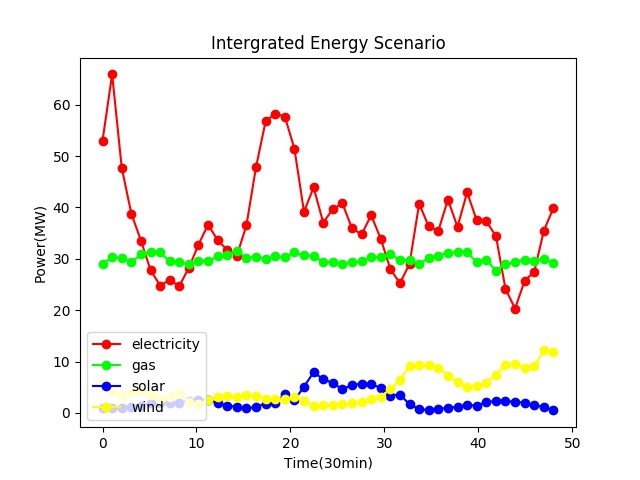 Intergrated Energy Scenario
Power(MW)
60
50
40
30
20
10
0
electricity
gas
solar
wind
0 10 20 30 40 50
Time(30min)